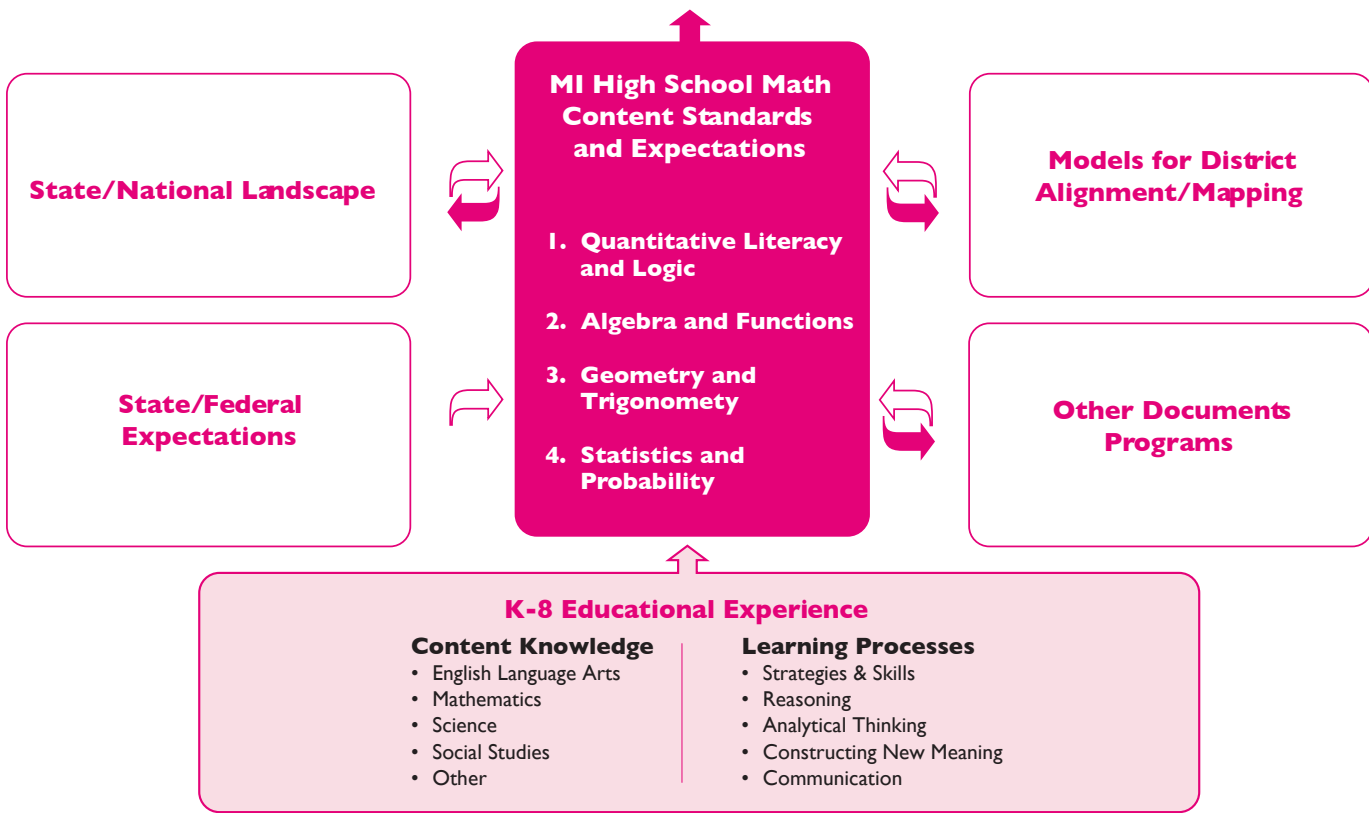 MI High School Math
Content Standards
and Expectations
State/National Landscape
Models for District
Alignment/Mapping
1. Quantitative Literacy
and Logic
2. Algebra and Functions
3. Geometry and
Trigonomety
4. Statistics and
Probability
State/Federal
Expectations
Other Documents
Programs
K-8 Educational Experience
Content Knowledge
• English Language Arts
• Mathematics
• Science
• Social Studies
• Other
Learning Processes
• Strategies & Skills
• Reasoning
• Analytical Thinking
• Constructing New Meaning
• Communication